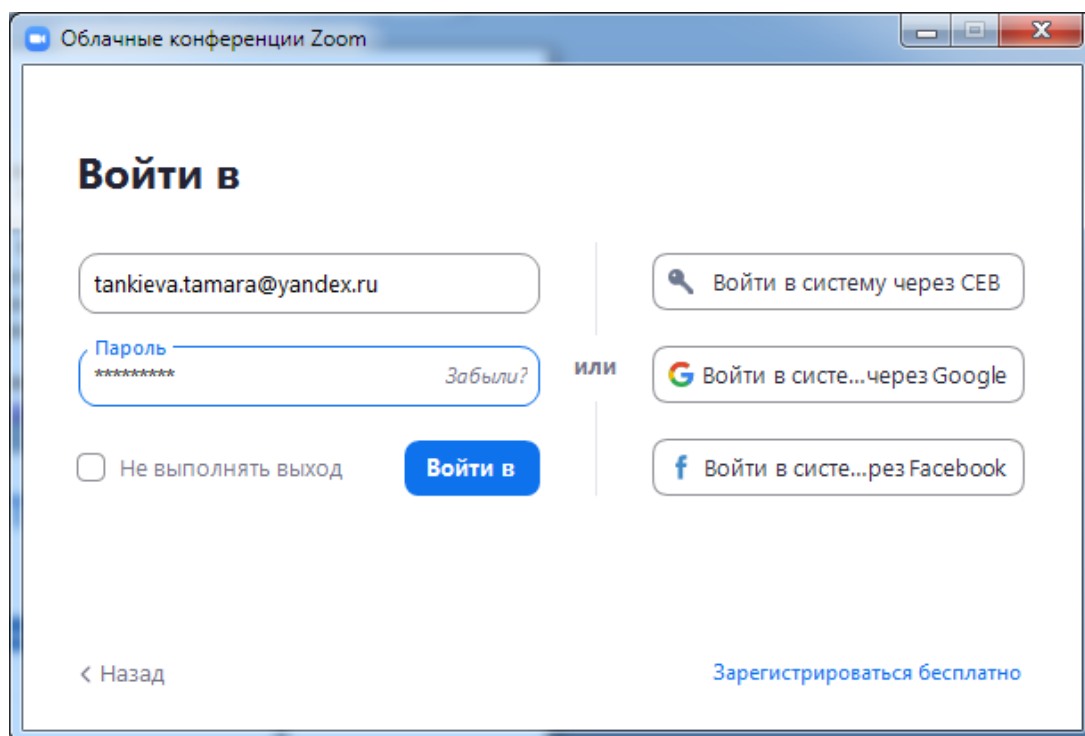 Облачные конференции Zoom
Войти в
tankieva.tamara@yandex.ru
Пароль
********* Забыли?
Не выполнять выход
Войти в
или
Войти в систему через СЕВ
Войти в систе...через Google
Войти в систе...рез Facebook
< Назад
Зарегистрироваться бесплатно